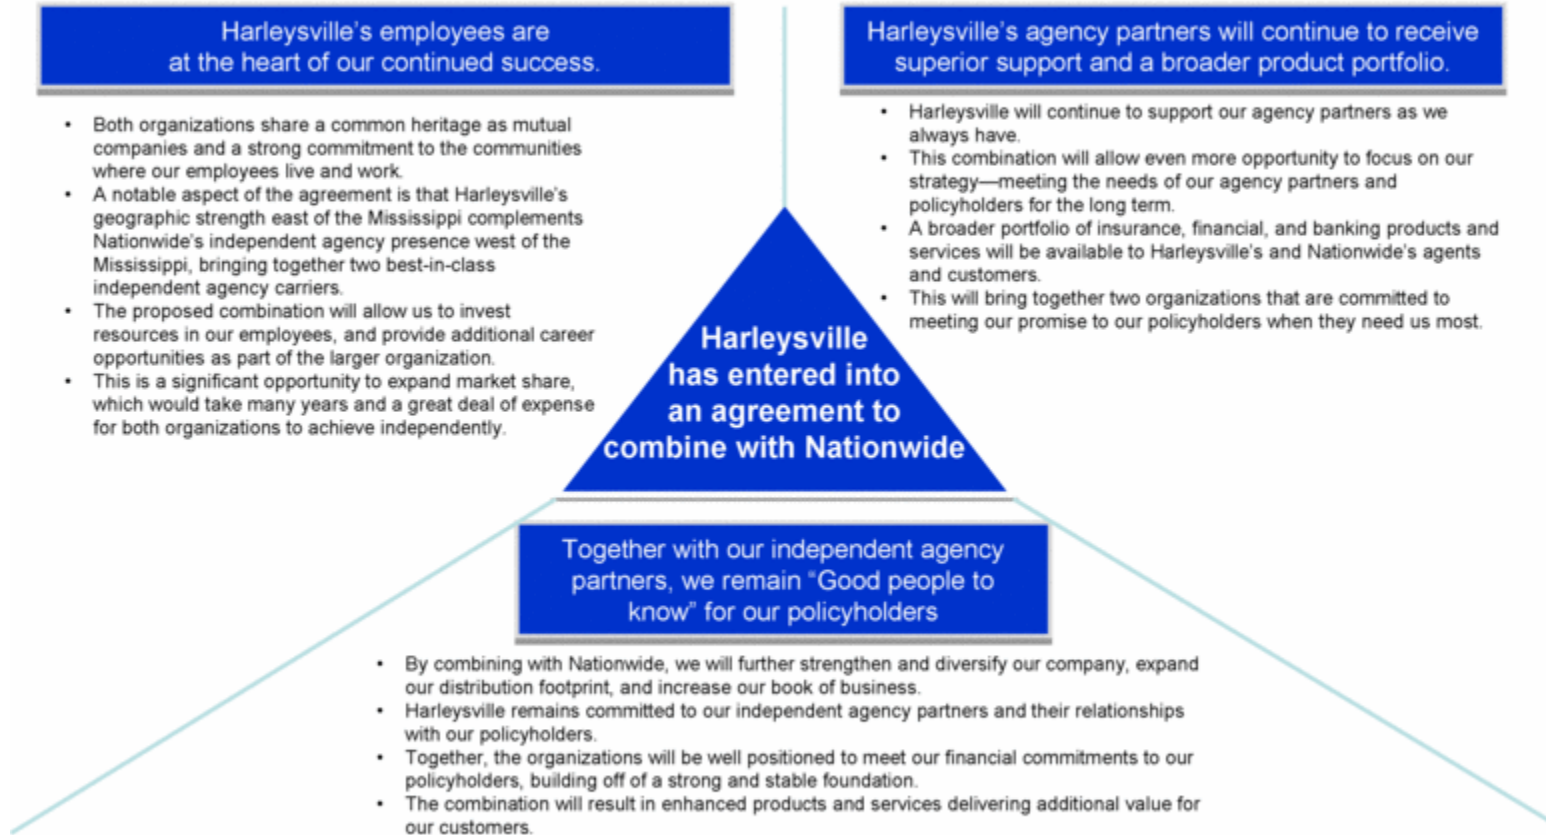 Harleysville's employees are
at the heart of our continued success.
• Both organizations share a common heritage as mutual
companies and a strong commitment to the communities
where our employees live and work.
• A notable aspect of the agreement is that Harleysville's
geographic strength east of the Mississippi complements
Nationwide's independent agency presence west of the
Mississippi, bringing together two best-in-class
independent agency carriers.
• The proposed combination will allow us to invest
resources in our employees, and provide additional career
opportunities as part of the larger organization.
• This is a significant opportunity to expand market share,
which would take many years and a great deal of expense
for both organizations to achieve independently.
Harleysville's agency partners will continue to receive
superior support and a broader product portfolio.
• Harleysville will continue to support our agency partners as we
always have.
• This combination will allow even more opportunity to focus on our
strategy—meeting the needs of our agency partners and
policyholders for the long term.
• A broader portfolio of insurance, financial, and banking products and
services will be available to Harleysville's and Nationwide's agents
and customers.
• This will bring together two organizations that are committed to
meeting our promise to our policyholders when they need us most.
Harleysville
has entered into
an agreement to
combine with Nationwide
Together with our independent agency
partners, we remain "Good people to
know" for our policyholders
• By combining with Nationwide, we will further strengthen and diversify our company, expand
our distribution footprint, and increase our book of business.
• Harleysville remains committed to our independent agency partners and their relationships
with our policyholders.
• Together, the organizations will be well positioned to meet our financial commitments to our
policyholders, building off of a strong and stable foundation.
• The combination will result in enhanced products and services delivering additional value for
our customers.